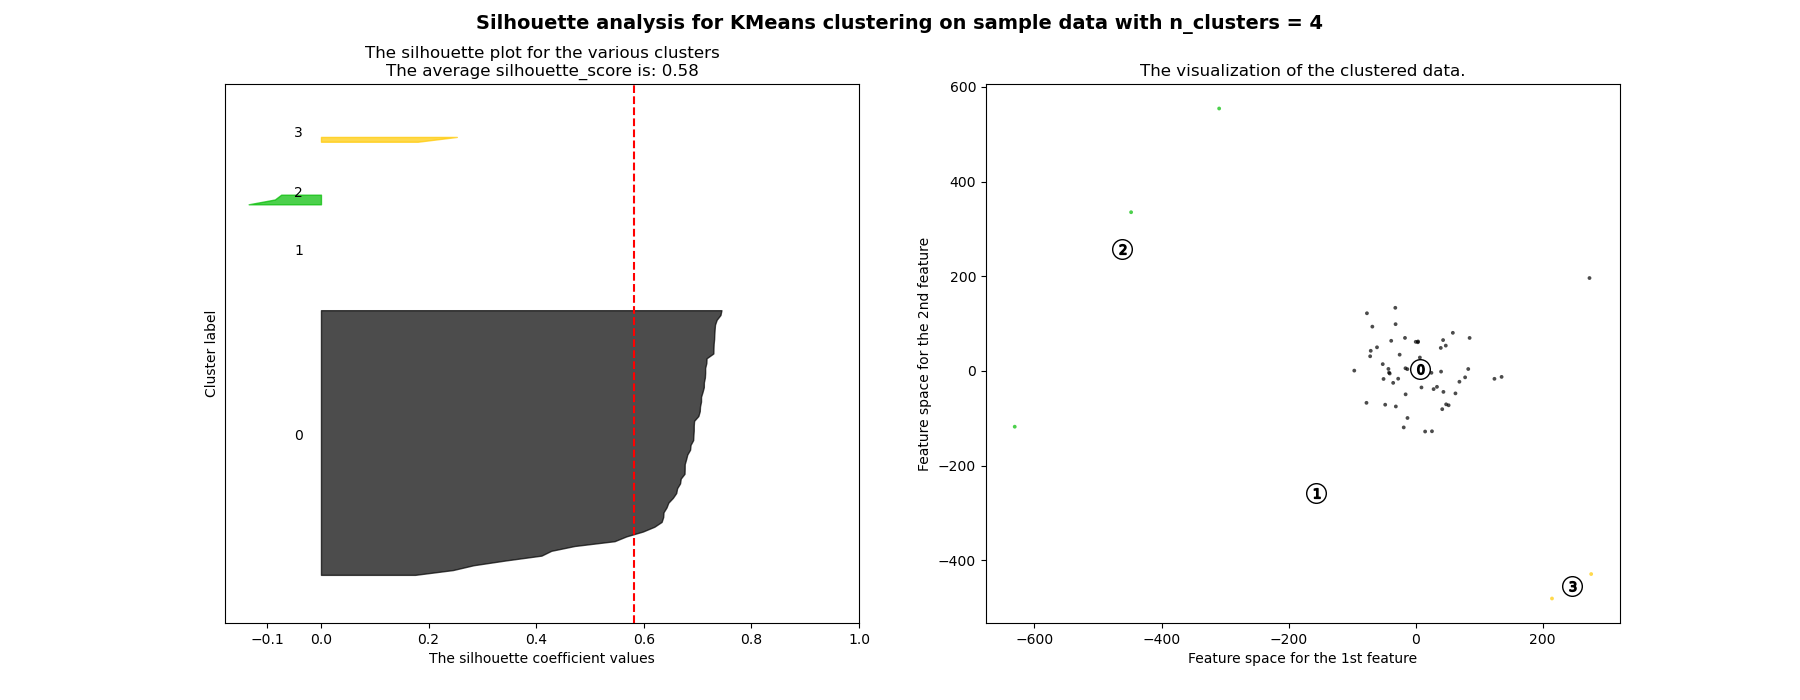 Silhouette analysis for KMeans clustering on sample data with n_clusters = 4
The silhouette plot for the various clusters
The average silhouette_score is: 0.58
3
2
1
0
Cluster label
−0.1 0.0 0.2 0.4 0.6 0.8 1.0
The silhouette coefficient values
The visualization of the clustered data.
600
400
200
0
−200
−400
Feature space for the 2nd feature
2
0
1
3
−600 −400 −200 0 200
Feature space for the 1st feature